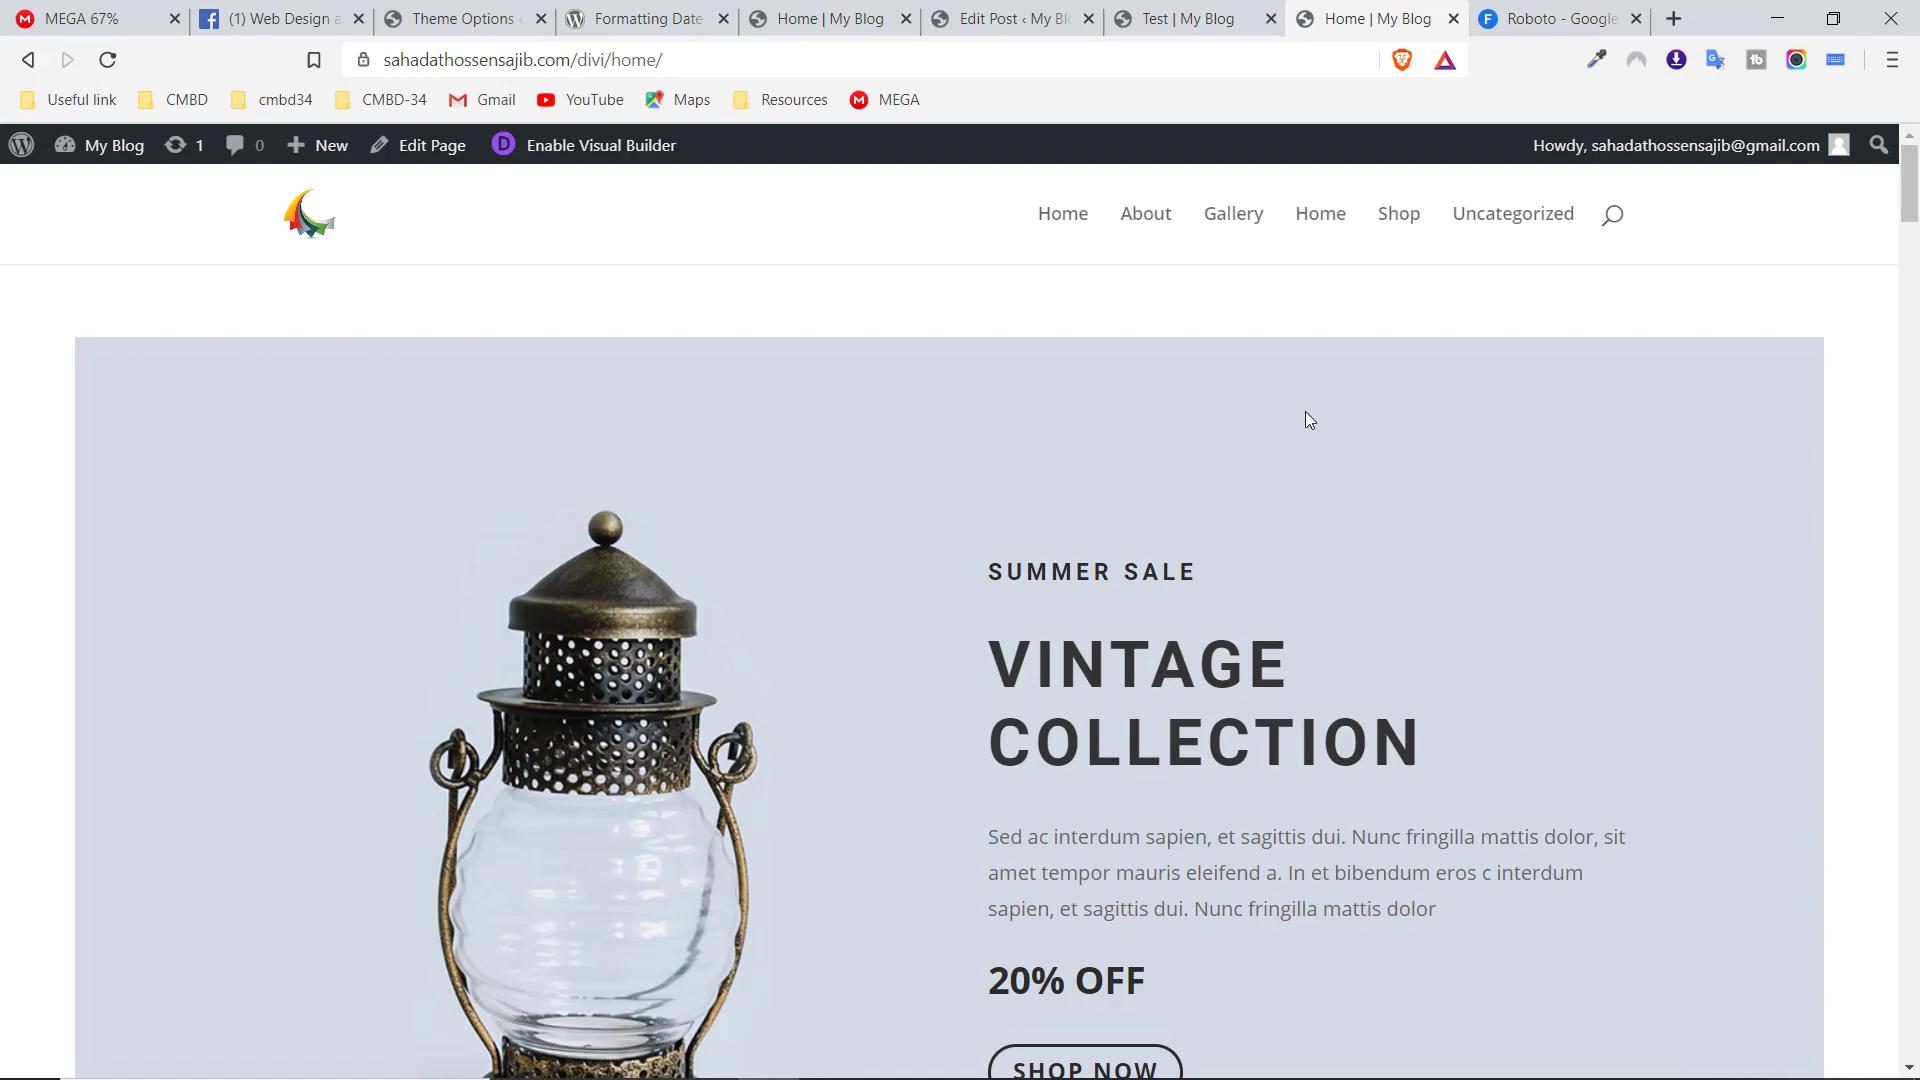 MEGA 67%
(1) Web Design a
Theme Options ‹
Formatting Date
Home | My Blog
Edit Post ‹ My Bl
Test | My Blog
Home | My Blog
Roboto - Google
sahadathossensajib.com/divi/home/
Useful link
CMBD
cmbd34
CMBD-34
Gmail
YouTube
Maps
Resources
MEGA
My Blog
1
0
New
Edit Page
Enable Visual Builder
Howdy, sahadathossensajib@gmail.com
Home
About
Gallery
Home
Shop
Uncategorized
SUMMER SALE
VINTAGE
COLLECTION
Sed ac interdum sapien, et sagittis dui. Nunc fringilla mattis dolor, sit
amet tempor mauris eleifend a. In et bibendum eros c interdum
sapien, et sagittis dui. Nunc fringilla mattis dolor
20% OFF
SHOP NOW